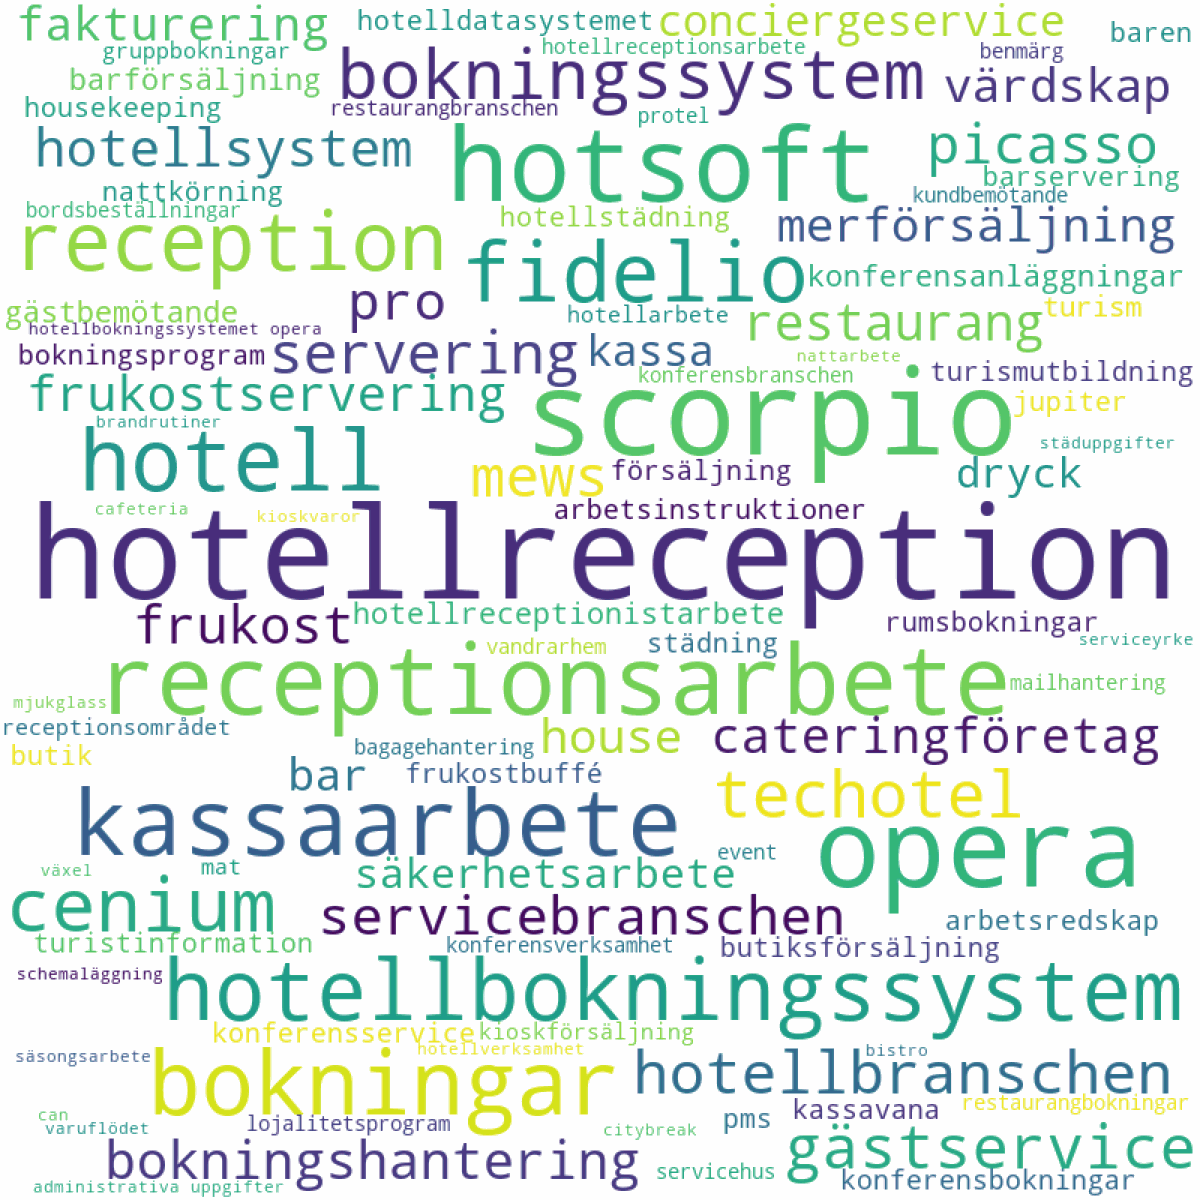 fakturering
hotelldatasystemet
conciergeservice
baren
gruppbokningar
hotellreceptionsarbete
benmärg
barförsäljning
bokningssystem
värdskap
housekeeping
restaurangbranschen
protel
hotellsystem
hotsoft
picasso
barservering
nattkörning
kundbemötande
bordsbeställningar
reception
hotellstädning
merförsäljning
fidelio
konferensanläggningar
gästbemötande
pro
hotellarbete
restaurang
turism
hotellbokningssystemet opera
bokningsprogram
servering
kassa
nattarbete
frukostservering
konferensbranschen
turismutbildning
scorpio
jupiter
brandrutiner
hotell
städuppgifter
mews
försäljning
dryck
cafeteria
kioskvaror
arbetsinstruktioner
hotellreception
frukost
hotellreceptionistarbete
rumsbokningar
vandrarhem
städning
serviceyrke
receptionsarbete
mailhantering
mjukglass
receptionsområdet
butik
bagagehantering
house
cateringföretag
bar
frukostbuffé
techotel
kassaarbete
opera
växel
mat
event
säkerhetsarbete
cenium
servicebranschen
arbetsredskap
turistinformation
konferensverksamhet
butiksförsäljning
schemaläggning
hotellbokningssystem
konferensservice
kioskförsäljning
säsongsarbete
bokningar
hotellverksamhet
bistro
hotellbranschen
can
varuflödet
lojalitetsprogram
citybreak
pms
kassavana
restaurangbokningar
bokningshantering
gästservice
servicehus
konferensbokningar
administrativa uppgifter